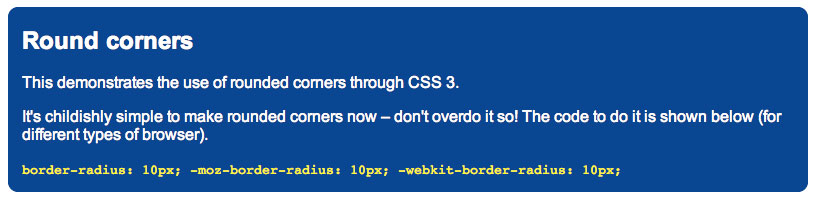 Round corners
This demonstrates the use of rounded corners through CSS 3.
It's childishly simple to make rounded corners now – don't overdo it so! The code to do it is shown below (for
different types of browser).
border-radius: 10px; -moz-border-radius: 10px; -webkit-border-radius: 10px;